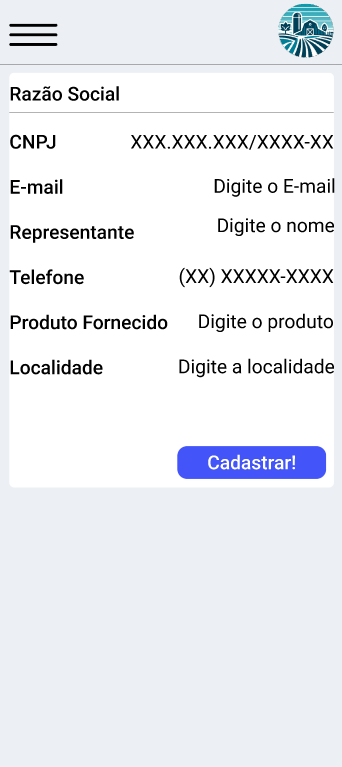 Razão Social
CNPJ XXX.XXX.XXX/XXXX-XX
E-mail Digite o E-mail
Representante Digite o nome
Telefone (XX) XXXXX-XXXX
Produto Fornecido Digite o produto
Localidade Digite a localidade
Cadastrar!